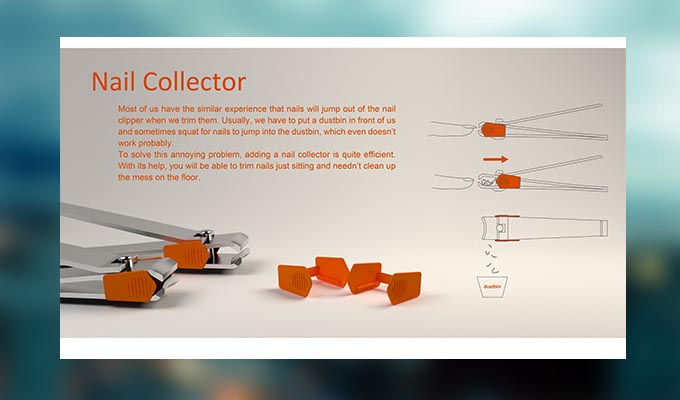 Nail Collector
Most of us have the similar experience that nails will jump out of the nail
clipper when we trim them. Usually, we have to put a dustbin in front of us
and sometimes squat for nails to jump into the dustbin, which even doesn't
work probably.
To solve this annoying problem, adding a nail collector is quite efficient.
With its help, you will be able to trim nails just sitting and needn't clean up
the mess on the floor.
dustbin